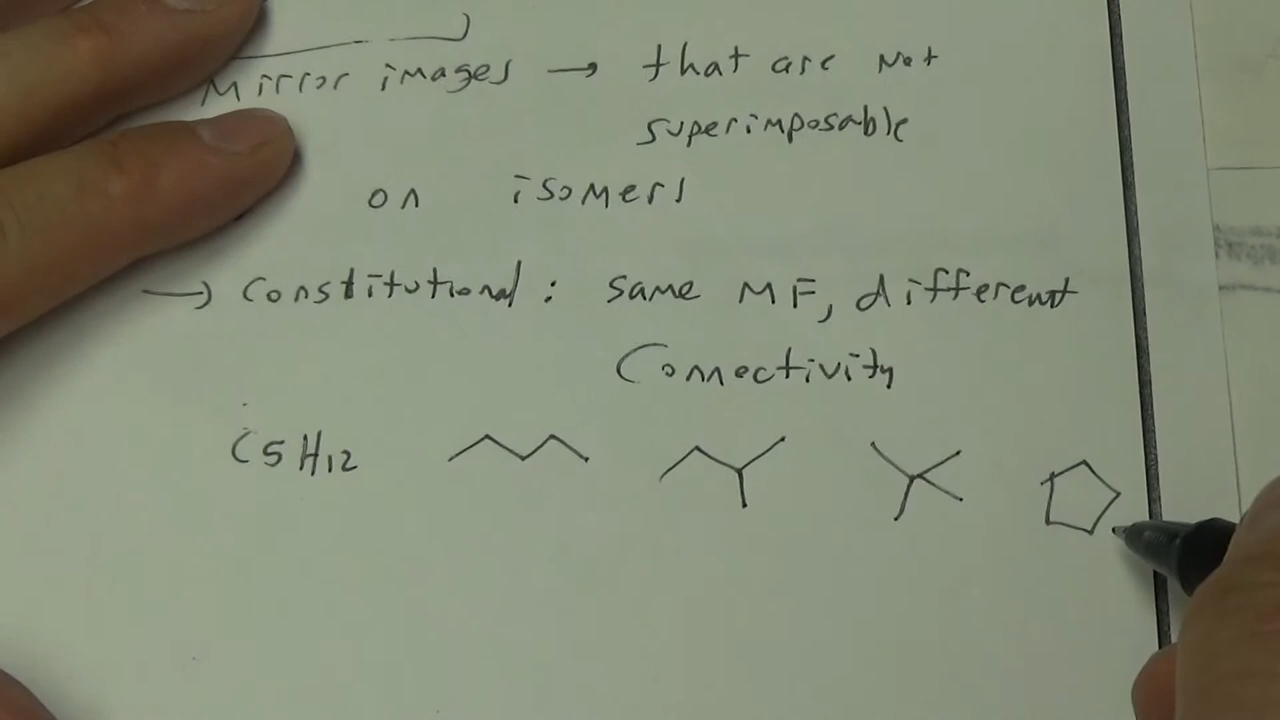 Mirror images → that are not
superimposable
on isomers
→ Constitutional: same MF, different
Connectivity
C5H12